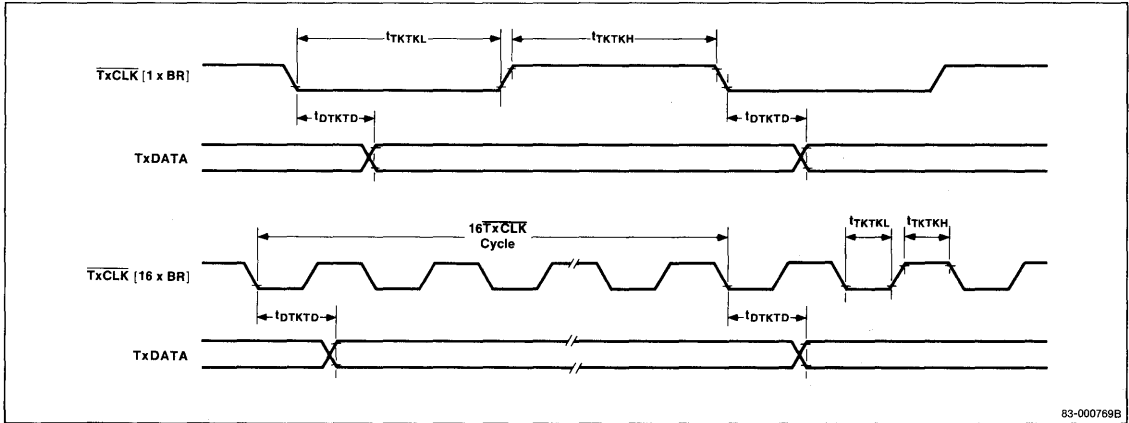 tTKTKL tTKTKH
TxCLK [1 x BR]
tDTKTD tDTKTD
TxDATA
16TxCLK
Cycle
tTKTKL tTKTKH
TxCLK [16 x BR]
tDTKTD tDTKTD
TxDATA
83-000769B